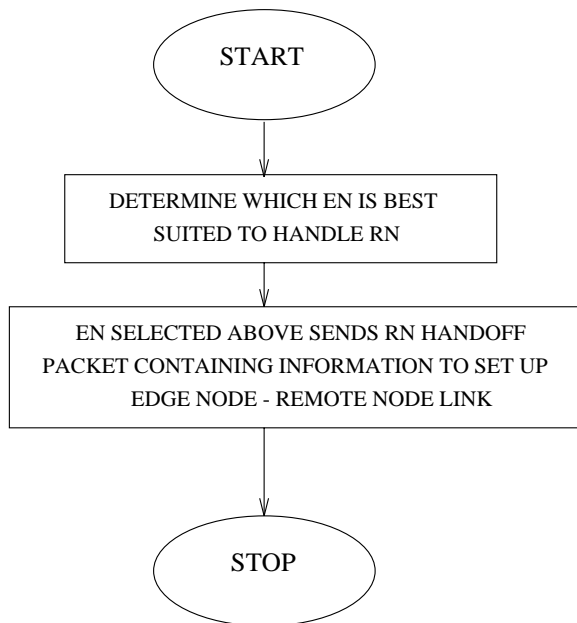 START
DETERMINE WHICH EN IS BEST
SUITED TO HANDLE RN
EN SELECTED ABOVE SENDS RN HANDOFF
PACKET CONTAINING INFORMATION TO SET UP
EDGE NODE - REMOTE NODE LINK
STOP